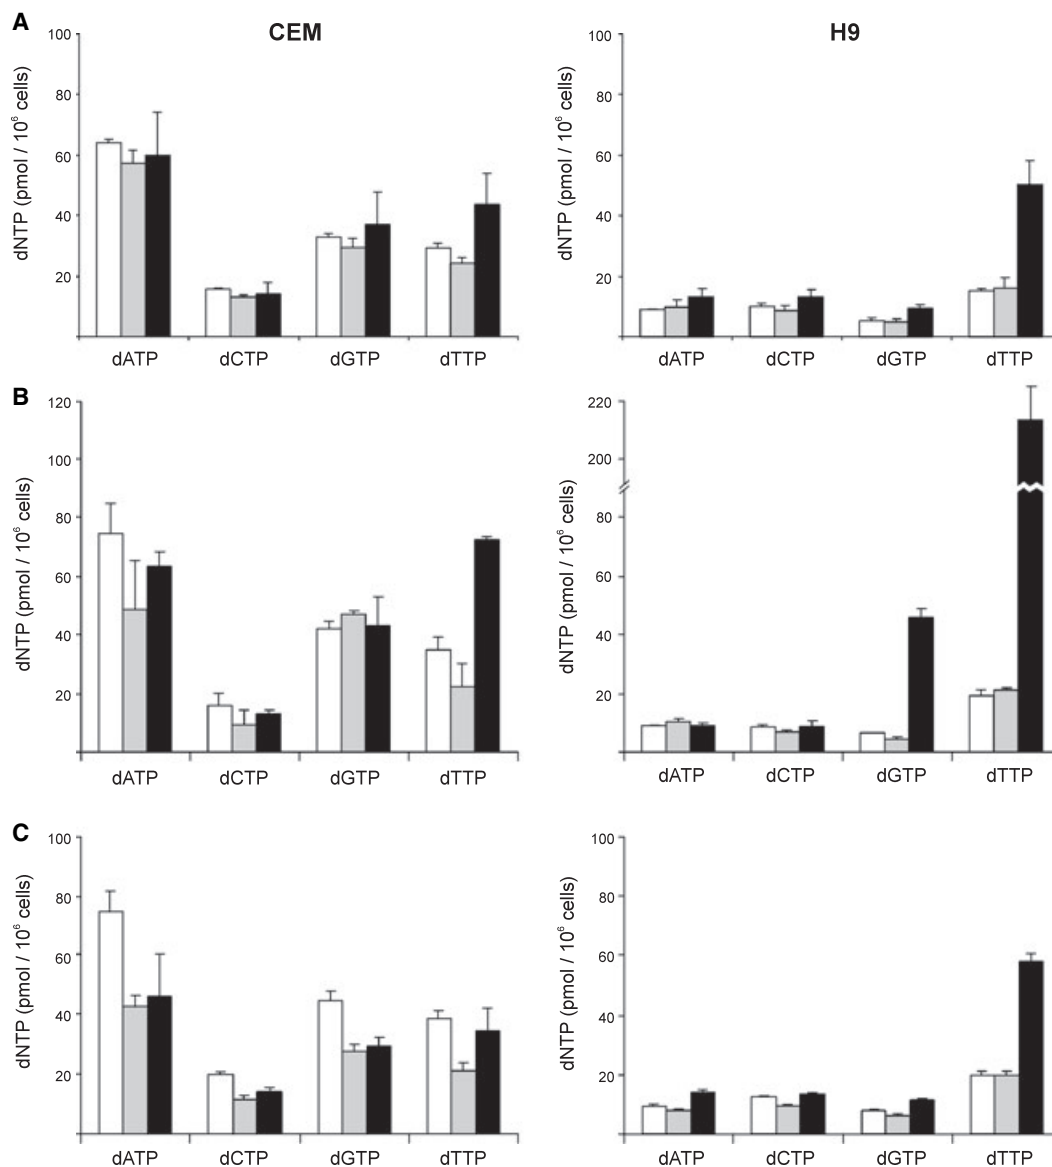 A
CEM
H9
dNTP (pmol / 10⁶ cells)
100
80
60
40
20
dATP dCTP dGTP dTTP
dNTP (pmol / 10⁶ cells)
100
80
60
40
20
dATP dCTP dGTP dTTP
B
dNTP (pmol / 10⁶ cells)
120
100
80
60
40
20
dATP dCTP dGTP dTTP
dNTP (pmol / 10⁶ cells)
220
200
80
60
40
20
dATP dCTP dGTP dTTP
C
dNTP (pmol / 10⁶ cells)
100
80
60
40
20
dATP dCTP dGTP dTTP
dNTP (pmol / 10⁶ cells)
100
80
60
40
20
dATP dCTP dGTP dTTP